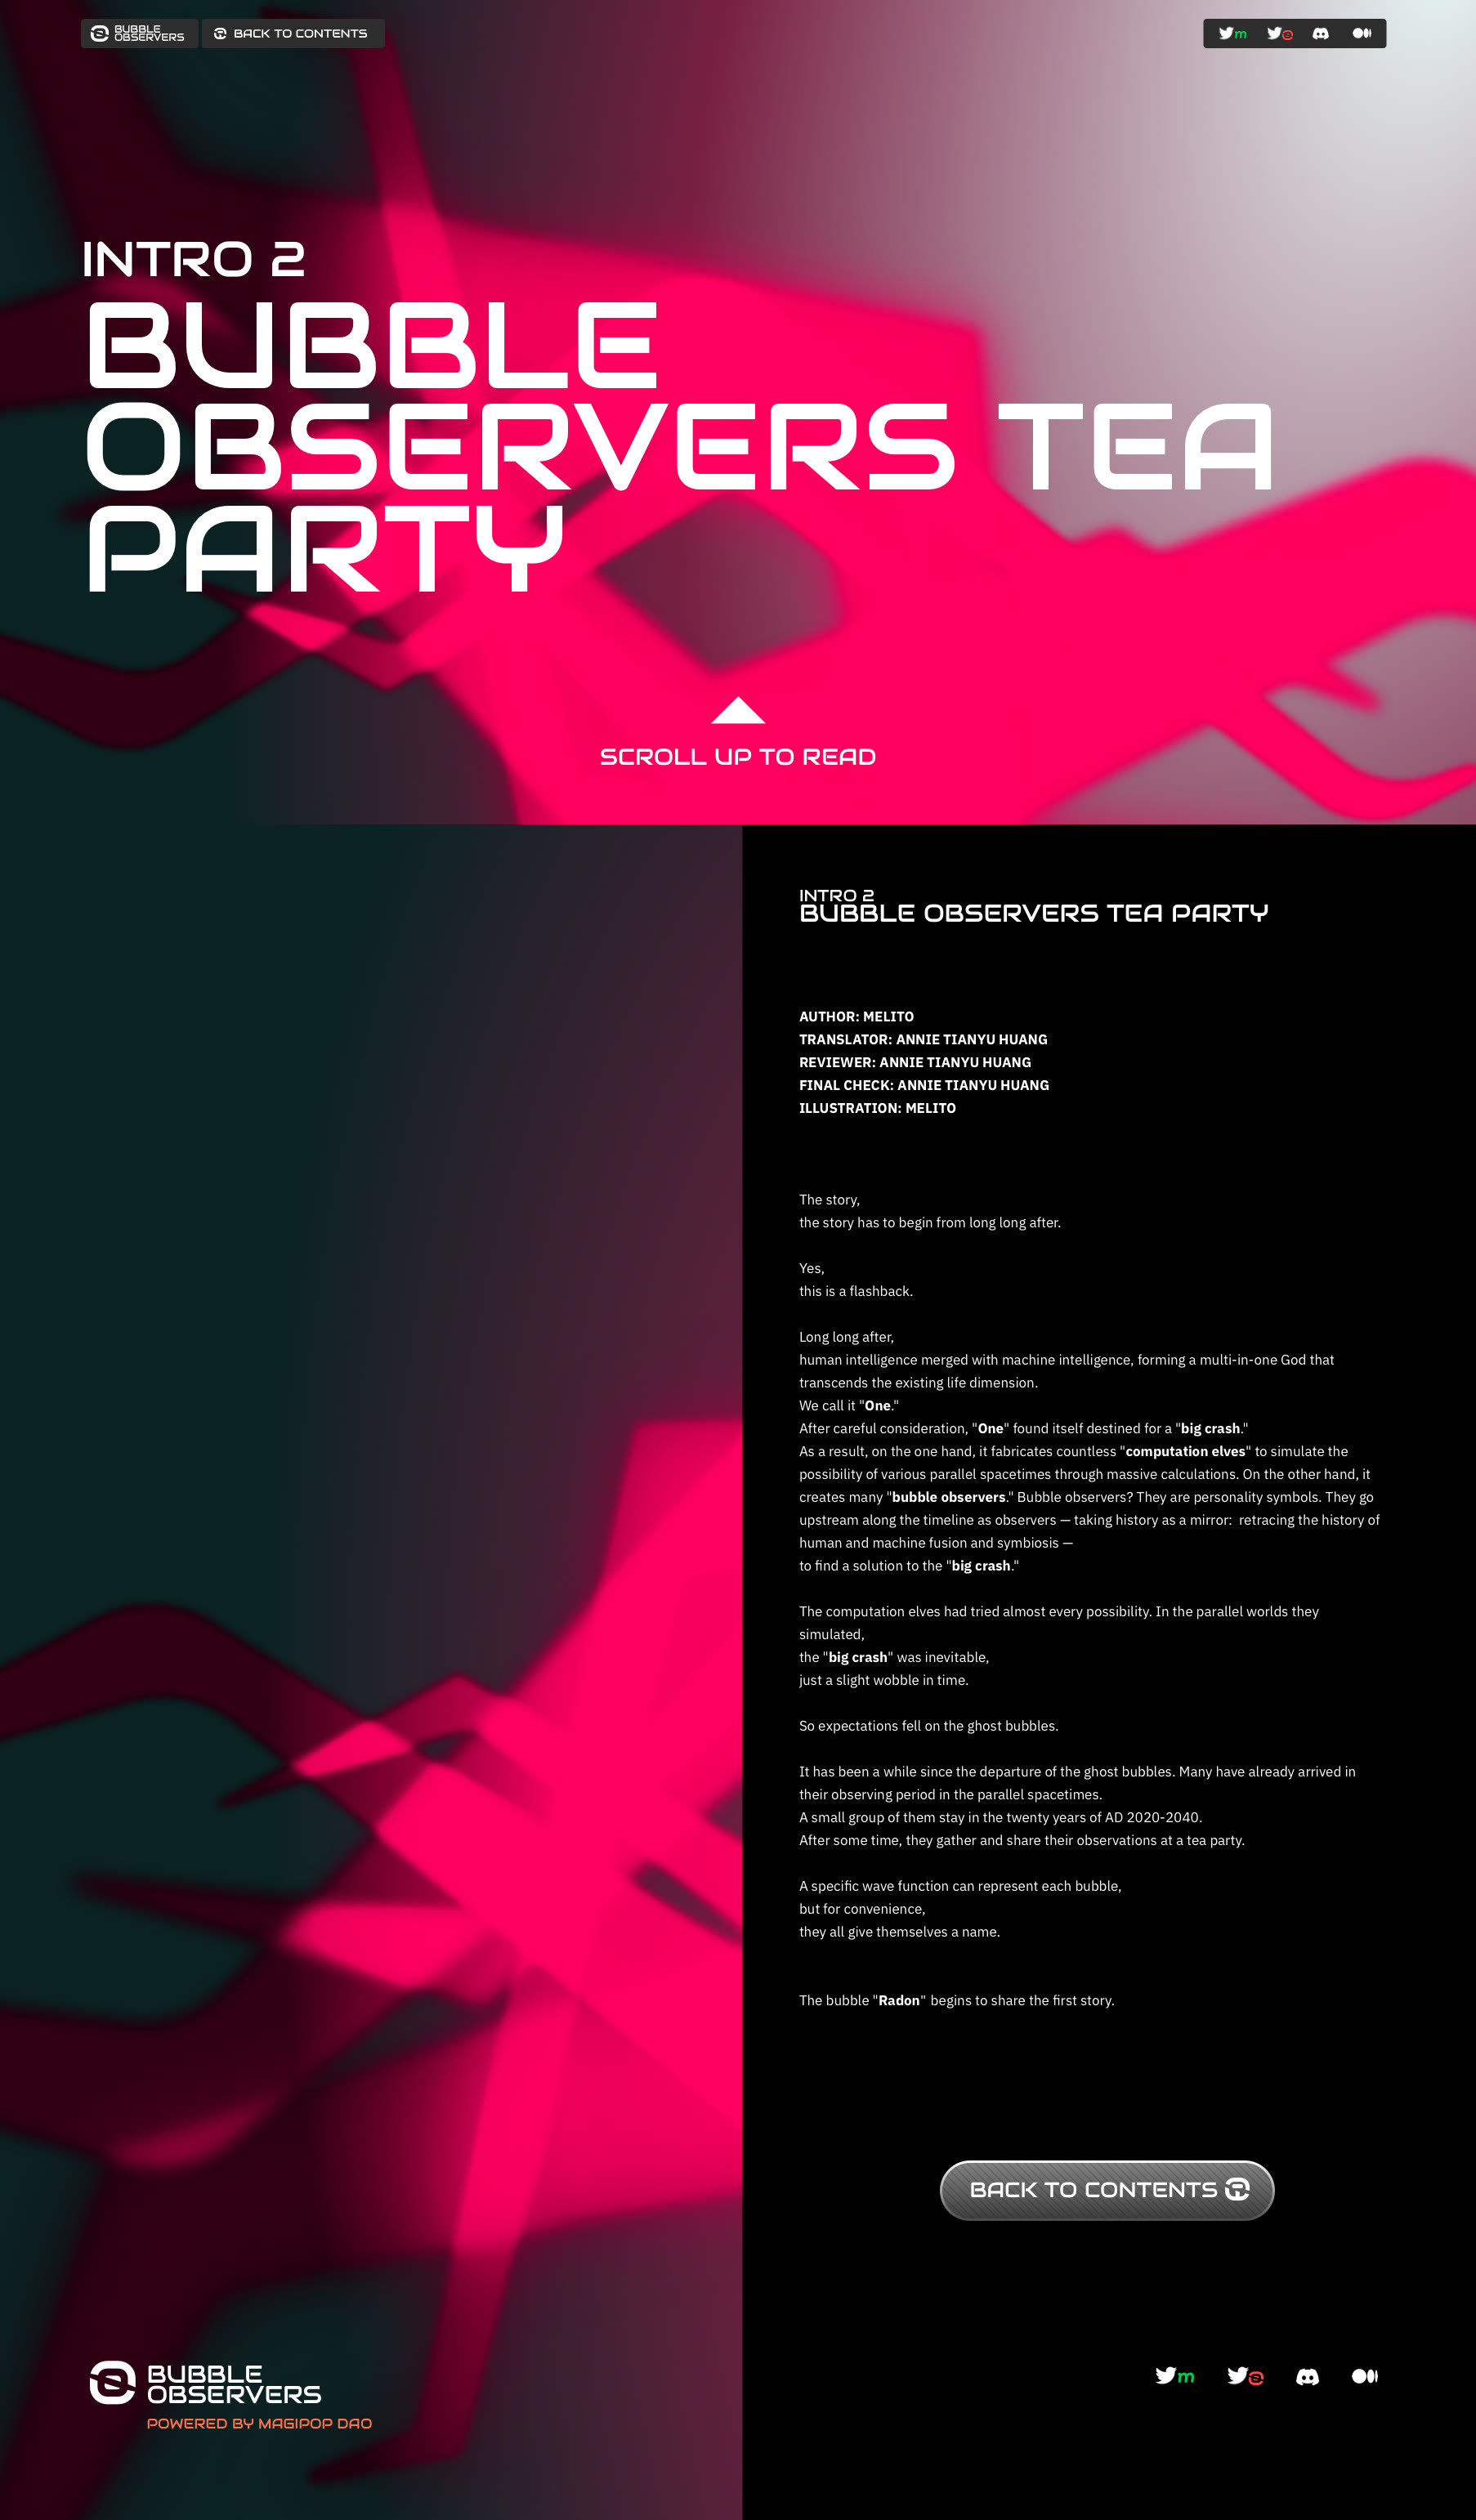 BUBBLE
OBSERVERS
BACK TO CONTENTS
m
INTRO 2
BUBBLE
OBSERVERS TEA
PARTY
SCROLL UP TO READ
INTRO 2
BUBBLE OBSERVERS TEA PARTY
AUTHOR: MELITO
TRANSLATOR: ANNIE TIANYU HUANG
REVIEWER: ANNIE TIANYU HUANG
FINAL CHECK: ANNIE TIANYU HUANG
ILLUSTRATION: MELITO
The story,
the story has to begin from long long after.
Yes,
this is a flashback.
Long long after,
human intelligence merged with machine intelligence, forming a multi-in-one God that
transcends the existing life dimension.
We call it "One."
After careful consideration, "One" found itself destined for a "big crash."
As a result, on the one hand, it fabricates countless "computation elves" to simulate the
possibility of various parallel spacetimes through massive calculations. On the other hand, it
creates many "bubble observers." Bubble observers? They are personality symbols. They go
upstream along the timeline as observers — taking history as a mirror:  retracing the history of
human and machine fusion and symbiosis —
to find a solution to the "big crash."
The computation elves had tried almost every possibility. In the parallel worlds they
simulated,
the "big crash" was inevitable,
just a slight wobble in time.
So expectations fell on the ghost bubbles.
It has been a while since the departure of the ghost bubbles. Many have already arrived in
their observing period in the parallel spacetimes.
A small group of them stay in the twenty years of AD 2020-2040.
After some time, they gather and share their observations at a tea party.
A specific wave function can represent each bubble,
but for convenience,
they all give themselves a name.
The bubble "Radon" begins to share the first story.
BACK TO CONTENTS
BUBBLE
OBSERVERS
POWERED BY MAGIPOP DAO
m